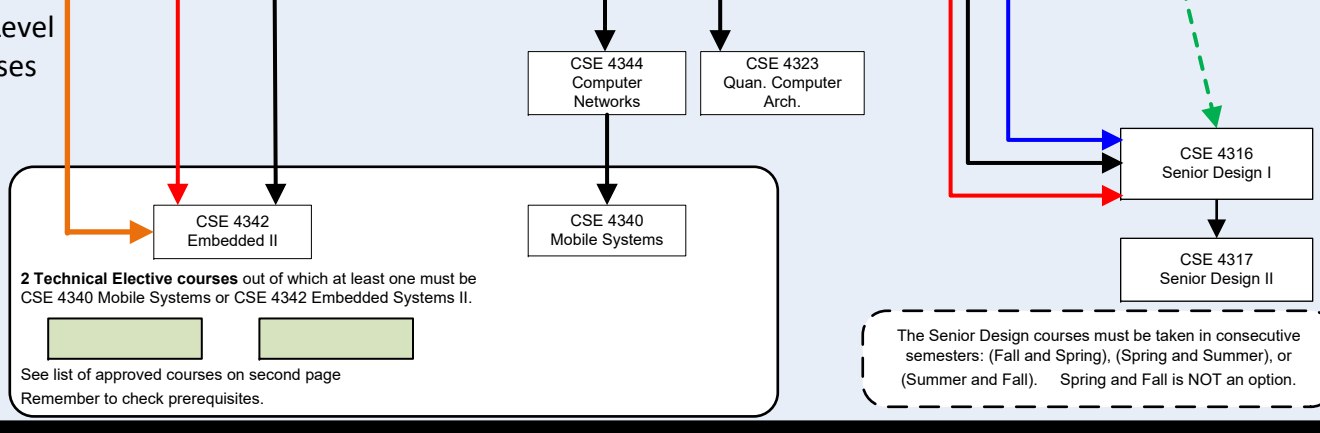 CSE 4344
Computer
Networks
CSE 4323
Quan. Computer
Arch.
CSE 4316
Senior Design I
CSE 4342
Embedded II
CSE 4340
Mobile Systems
CSE 4317
Senior Design II
2 Technical Elective courses out of which at least one must be
CSE 4340 Mobile Systems or CSE 4342 Embedded Systems II.
See list of approved courses on second page
Remember to check prerequisites.
The Senior Design courses must be taken in consecutive
semesters: (Fall and Spring), (Spring and Summer), or
(Summer and Fall). Spring and Fall is NOT an option.